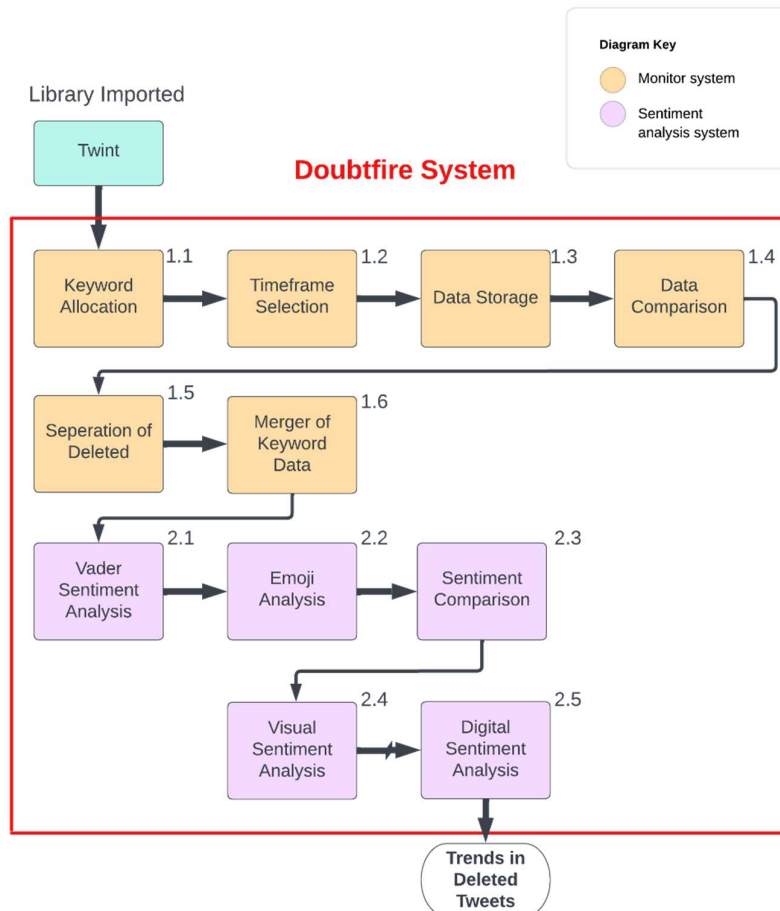 Diagram Key
Monitor system
Sentiment
analysis system
Library Imported
Twint
Doubtfire System
1.1
Keyword
Allocation
1.2
Timeframe
Selection
1.3
Data Storage
1.4
Data
Comparison
1.5
Seperation of
Deleted
1.6
Merger of
Keyword
Data
2.1
Vader
Sentiment
Analysis
2.2
Emoji
Analysis
2.3
Sentiment
Comparison
2.4
Visual
Sentiment
Analysis
2.5
Digital
Sentiment
Analysis
Trends in
Deleted
Tweets